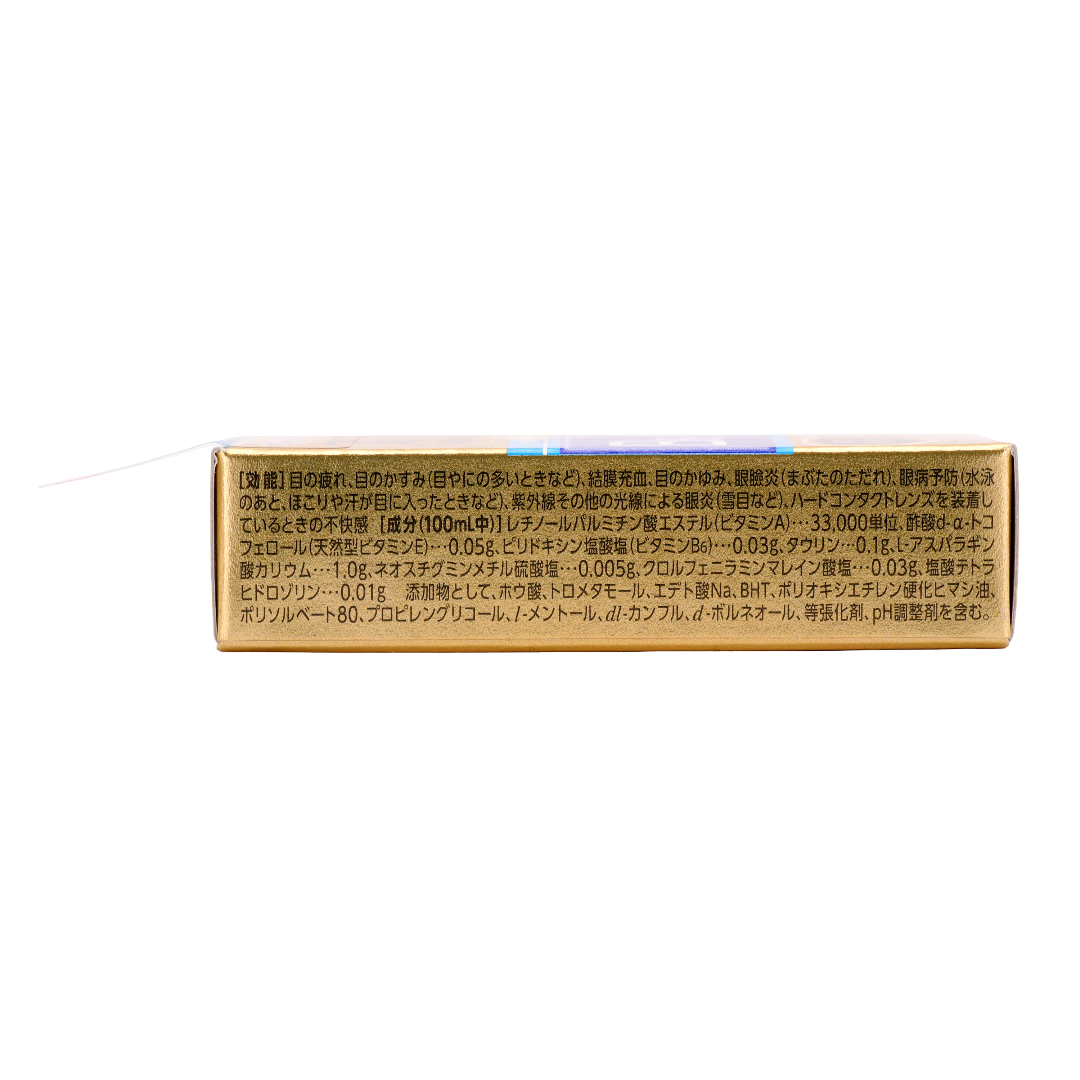 [効能]目の疲れ、目のかすみ(目やにの多いときなど)、結膜充血、目のかゆみ、眼瞼炎(まぶたのただれ)、眼病予防(水泳
のあと、ほこりや汗が目に入ったときなど)、紫外線その他の光線による眼炎(雪目など)、ハードコンタクトレンズを装着し
ているときの不快感 [成分(100mL中)]レチノールパルミチン酸エステル(ビタミンA)…33,000単位、酢酸d-α-トコ
フェロール(天然型ビタミンE)…0.05g、ピリドキシン塩酸塩(ビタミンB6)…0.03g、タウリン…0.1g、L-アスパラギン
酸カリウム…1.0g、ネオスチグミンメチル硫酸塩…0.005g、クロルフェニラミンマレイン酸塩…0.03g、塩酸テトラ
ヒドロゾリン…0.01g 添加物として、ホウ酸、トロメタモール、エデト酸Na、BHT、ポリオキシエチレン硬化ヒマシ油、
ポリソルベート80、プロピレングリコール、l-メントール、dl-カンフル、d-ボルネオール、等張化剤、pH調整剤を含む。